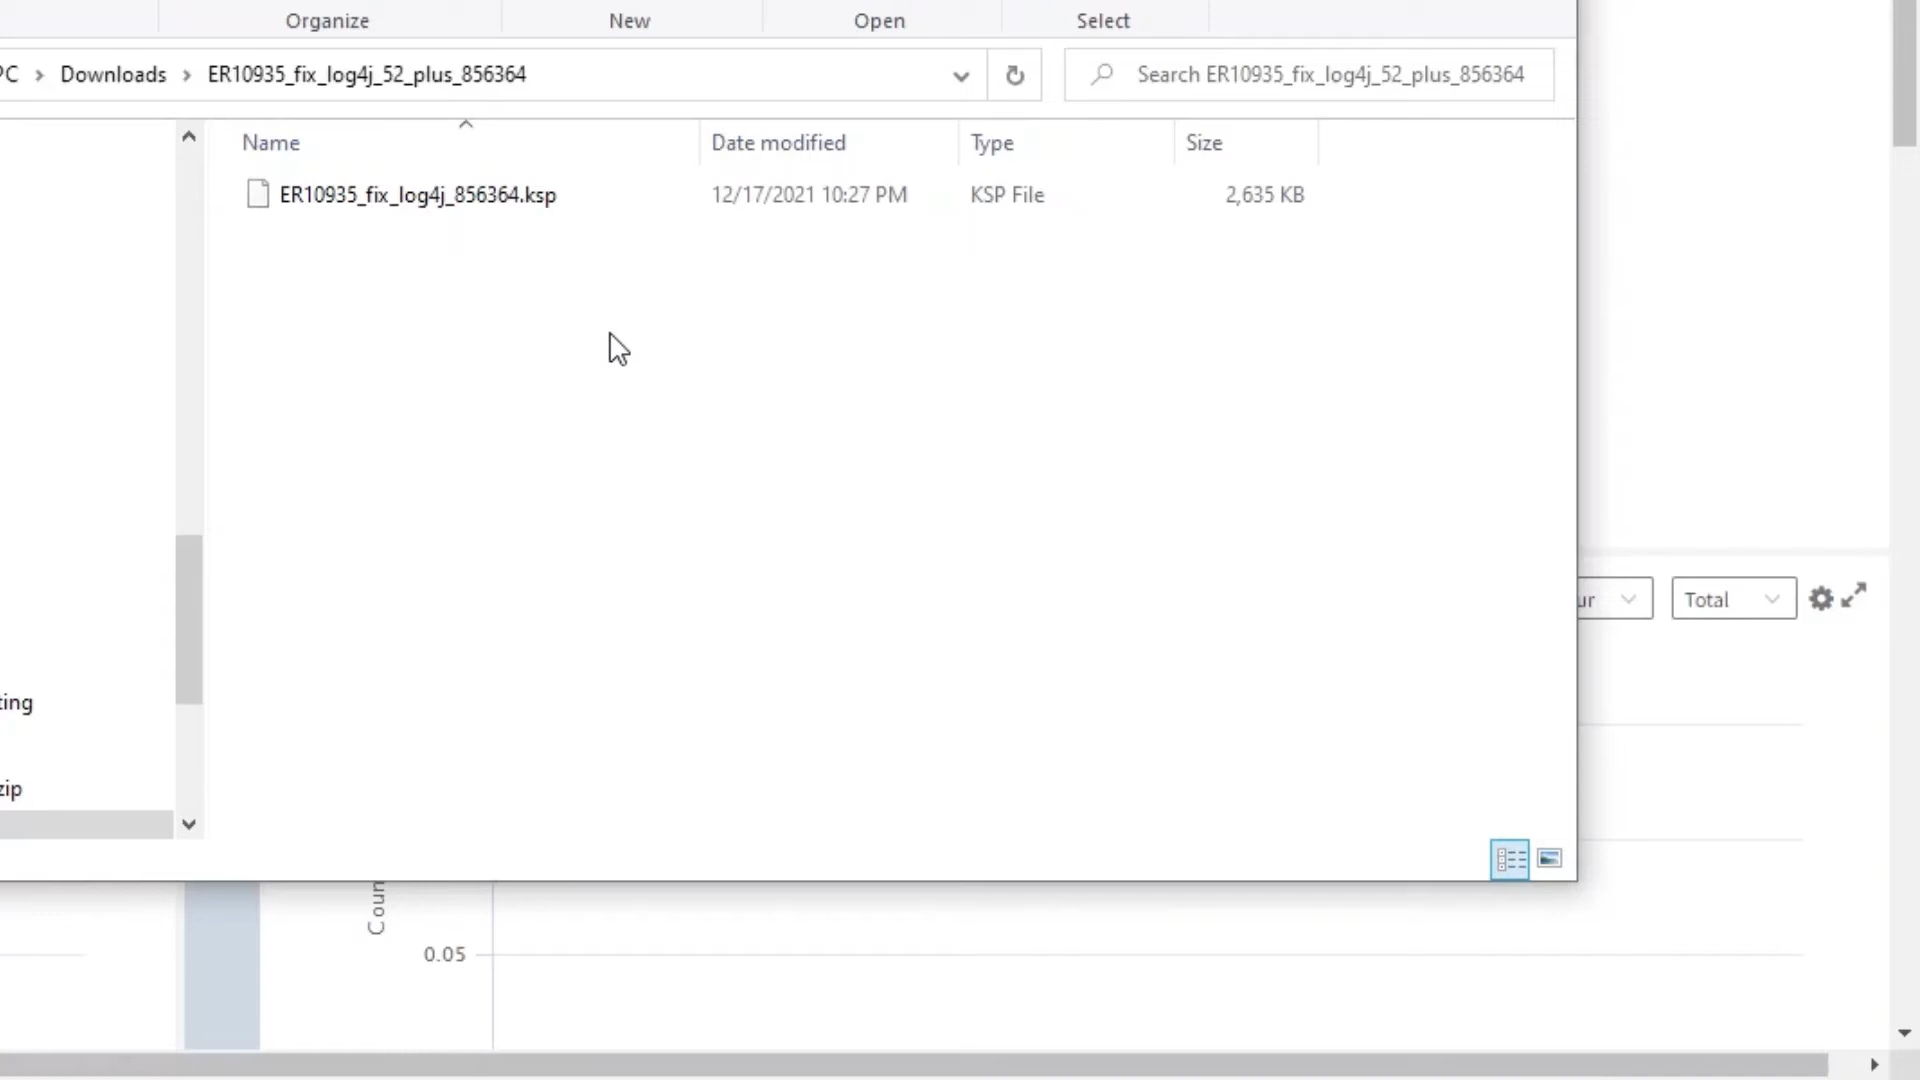 Organize New Open Select
PC Downloads ER10935_fix_log4j_52_plus_856364 Search ER10935_fix_log4j_52_plus_856364
Name Date modified Type Size
ER10935_fix_log4j_856364.ksp 12/17/2021 10:27 PM KSP File 2,635 KB
ur Total
ting
zip
Coun
0.05